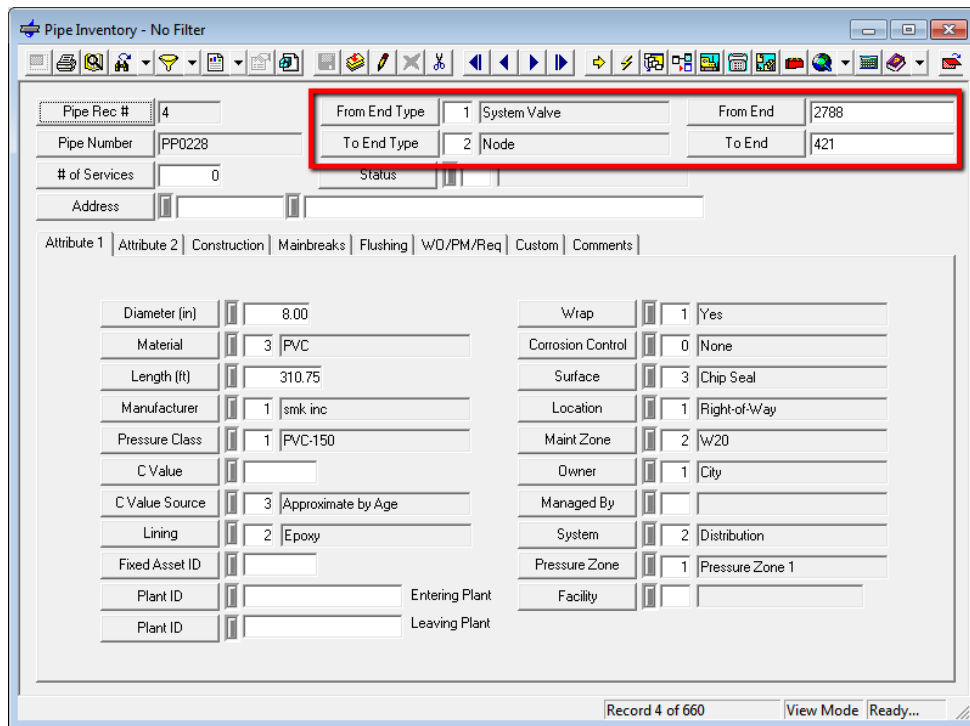 Pipe Inventory - No Filter
Pipe Rec # 4 From End Type 1 System Valve From End 2788
Pipe Number PP0228 To End Type 2 Node To End 421
# of Services 0 Status
Address
Attribute 1 Attribute 2 Construction Mainbreaks Flushing WO/PM/Req Custom Comments
Diameter (in) 8.00 Wrap 1 Yes
Material 3 PVC Corrosion Control 0 None
Length (ft) 310.75 Surface 3 Chip Seal
Manufacturer 1 smk inc Location 1 Right-of-Way
Pressure Class 1 PVC-150 Maint Zone 2 W20
C Value Owner 1 City
C Value Source 3 Approximate by Age Managed By
Lining 2 Epoxy System 2 Distribution
Fixed Asset ID Pressure Zone 1 Pressure Zone 1
Plant ID Entering Plant Facility
Plant ID Leaving Plant
Record 4 of 660 View Mode Ready...